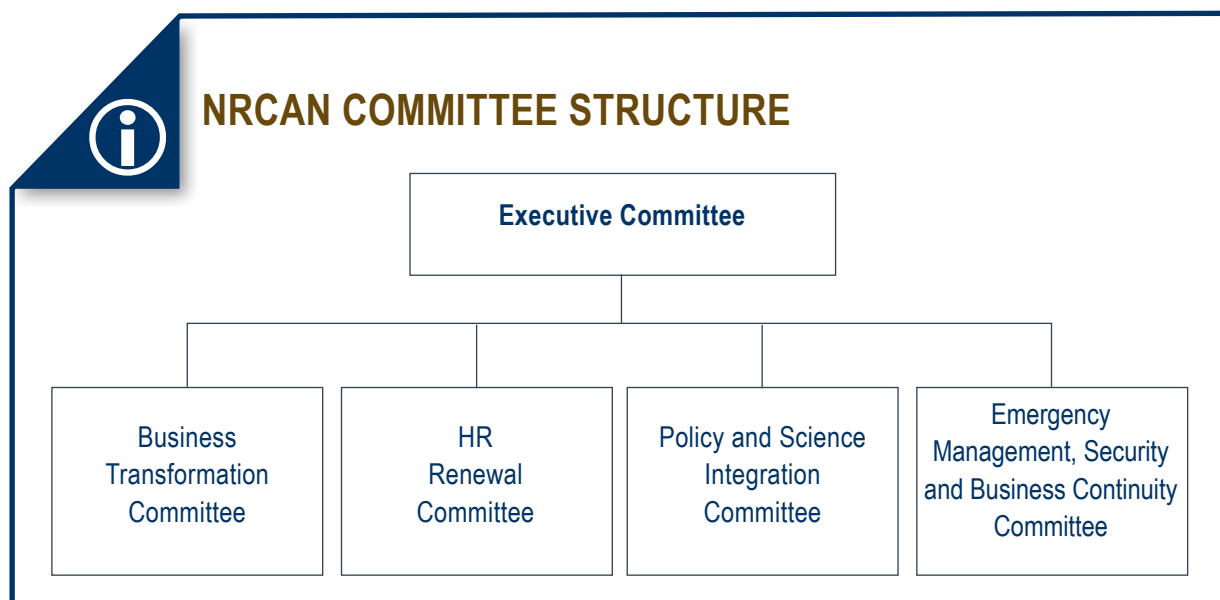 NRCAN COMMITTEE STRUCTURE
Executive Committee
Business
Transformation
Committee
HR
Renewal
Committee
Policy and Science
Integration
Committee
Emergency
Management, Security
and Business Continuity
Committee